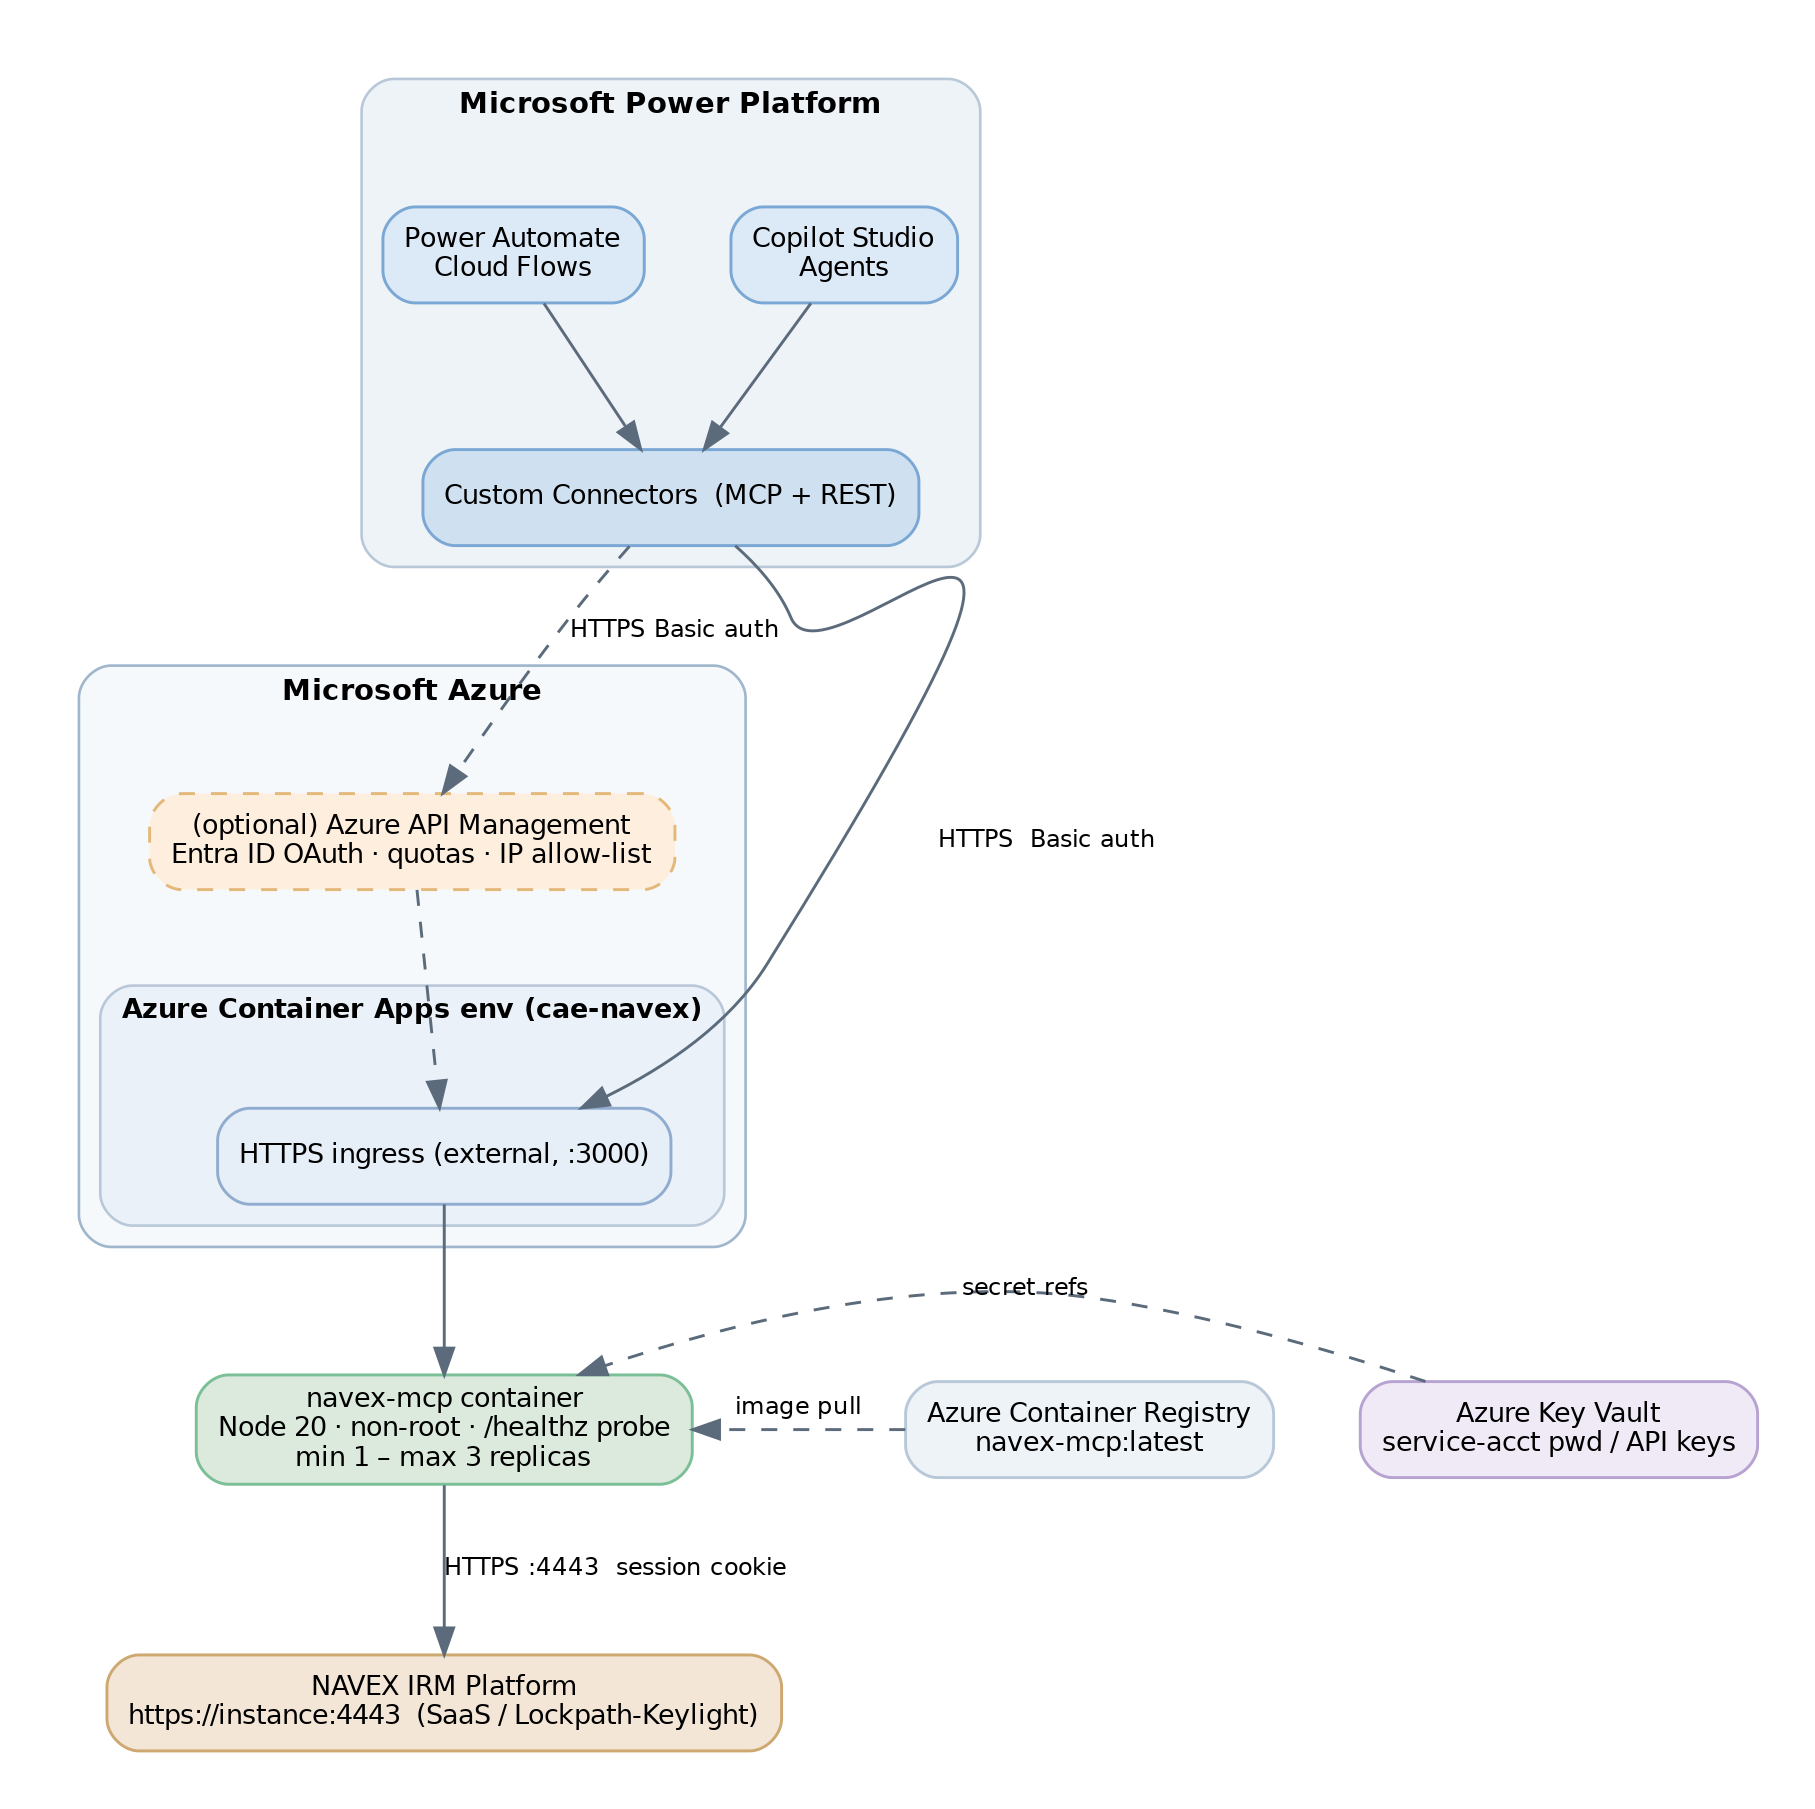 Microsoft Power Platform
Power Automate
Cloud Flows
Copilot Studio
Agents
Custom Connectors  (MCP + REST)
HTTPS Basic auth
Microsoft Azure
(optional) Azure API Management
Entra ID OAuth · quotas · IP allow-list
HTTPS  Basic auth
Azure Container Apps env (cae-navex)
HTTPS ingress (external, :3000)
secret refs
navex-mcp container
Node 20 · non-root · /healthz probe
min 1 – max 3 replicas
image pull
Azure Container Registry
navex-mcp:latest
Azure Key Vault
service-acct pwd / API keys
HTTPS :4443  session cookie
NAVEX IRM Platform
https://instance:4443  (SaaS / Lockpath-Keylight)